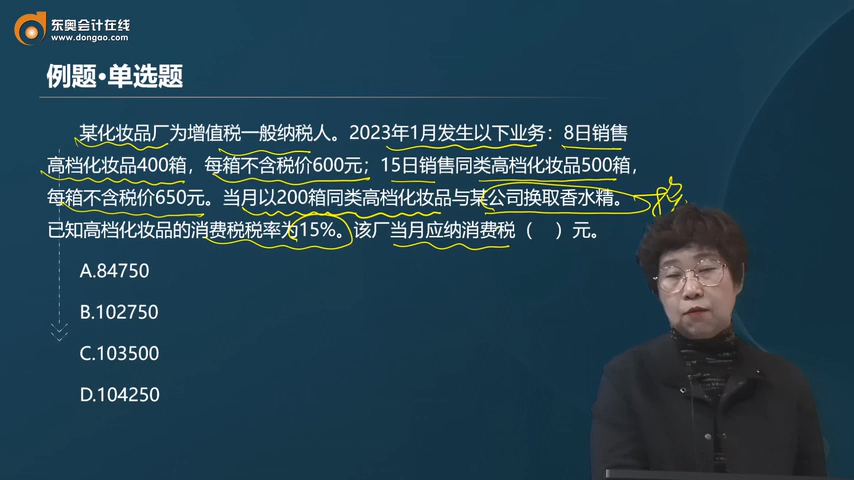 东奥会计在线
www.dongao.com
例题·单选题
某化妆品厂为增值税一般纳税人。2023年1月发生以下业务：8日销售
高档化妆品400箱，每箱不含税价600元；15日销售同类高档化妆品500箱，
每箱不含税价650元。当月以200箱同类高档化妆品与某公司换取香水精。
已知高档化妆品的消费税税率为15%。该厂当月应纳消费税（ ）元。
A.84750
B.102750
C.103500
D.104250